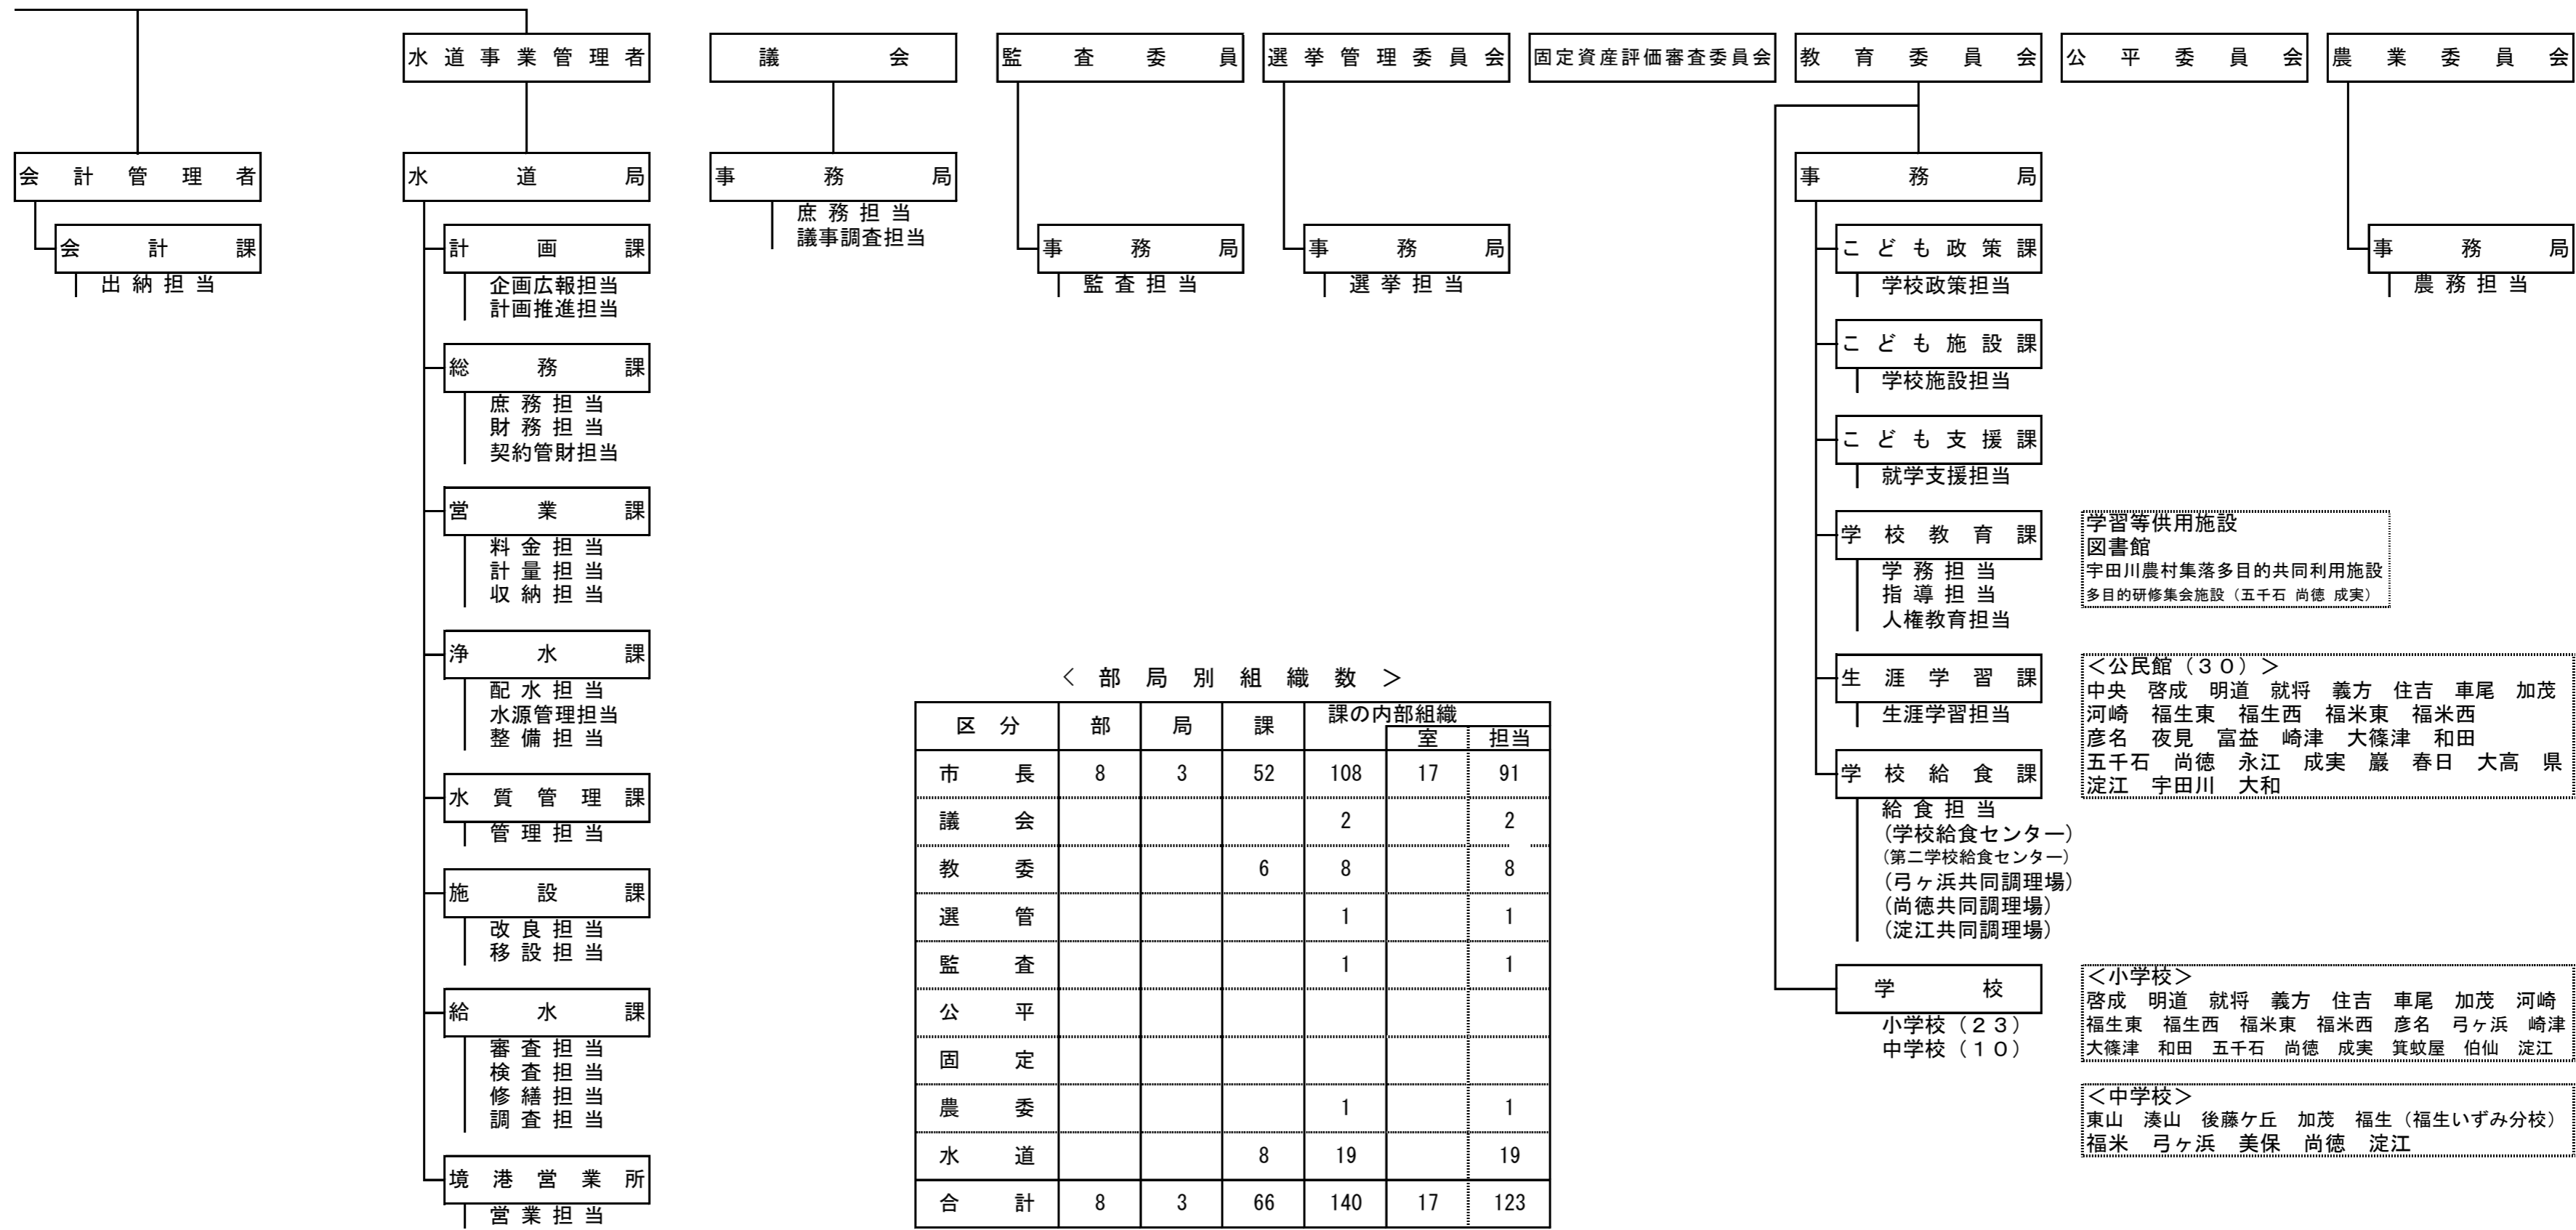 水道事業管理者
議会
監査委員
選挙管理委員会
固定資産評価審査委員会
教育委員会
公平委員会
農業委員会
会計管理者
会計課
出納担当
水道局
計画課
企画広報担当
計画推進担当
総務課
庶務担当
財務担当
契約管財担当
営業課
料金担当
計量担当
収納担当
浄水課
配水担当
水源管理担当
整備担当
水質管理課
管理担当
施設課
改良担当
移設担当
給水課
審査担当
検査担当
修繕担当
調査担当
境港営業所
営業担当
事務局
庶務担当
議事調査担当
事務局
監査担当
事務局
選挙担当
事務局
こども政策課
学校政策担当
こども施設課
学校施設担当
こども支援課
就学支援担当
学校教育課
学務担当
指導担当
人権教育担当
生涯学習課
生涯学習担当
学校給食課
給食担当
(学校給食センター)
(第二学校給食センター)
(弓ヶ浜共同調理場)
(尚徳共同調理場)
(淀江共同調理場)
学校
小学校（２３）
中学校（１０）
事務局
農務担当
学習等供用施設
図書館
宇田川農村集落多目的共同利用施設
多目的研修集会施設（五千石 尚徳 成実）
＜公民館（３０）＞
中央 啓成 明道 就将 義方 住吉 車尾 加茂
河崎 福生東 福生西 福米東 福米西
彦名 夜見 富益 崎津 大篠津 和田
五千石 尚徳 永江 成実 巌 春日 大高 県
淀江 宇田川 大和
＜小学校＞
啓成 明道 就将 義方 住吉 車尾 加茂 河崎
福生東 福生西 福米東 福米西 彦名 弓ヶ浜 崎津
大篠津 和田 五千石 尚徳 成実 箕蚊屋 伯仙 淀江
＜中学校＞
東山 湊山 後藤ケ丘 加茂 福生（福生いずみ分校）
福米 弓ヶ浜 美保 尚徳 淀江
＜部局別組織数＞
区分 部 局 課 課の内部組織
室 担当
市長 8 3 52 108 17 91
議会 2 2
教委 6 8 8
選管 1 1
監査 1 1
公平
固定
農委 1 1
水道 8 19 19
合計 8 3 66 140 17 123